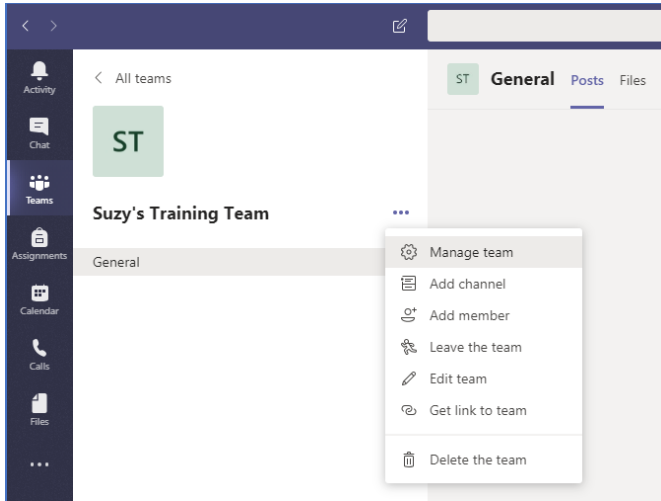 Activity
Chat
Teams
Assignments
Calendar
Calls
Files
All teams
ST
Suzy's Training Team
General
Manage team
Add channel
Add member
Leave the team
Edit team
Get link to team
Delete the team
ST General Posts Files